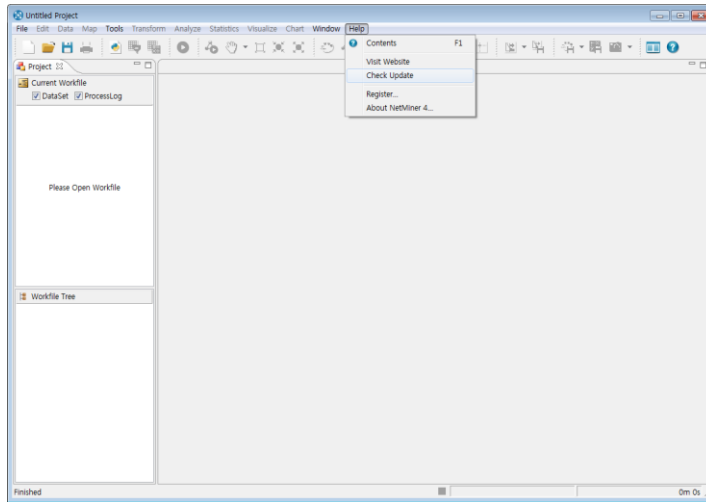 Untitled Project
File Edit Data Map Tools Transform Analyze Statistics Visualize Chart Window Help
Contents F1
Visit Website
Check Update
Register...
About NetMiner 4...
Project
Current Workfile
DataSet ProcessLog
Please Open Workfile
Workfile Tree
Finished
0m 0s